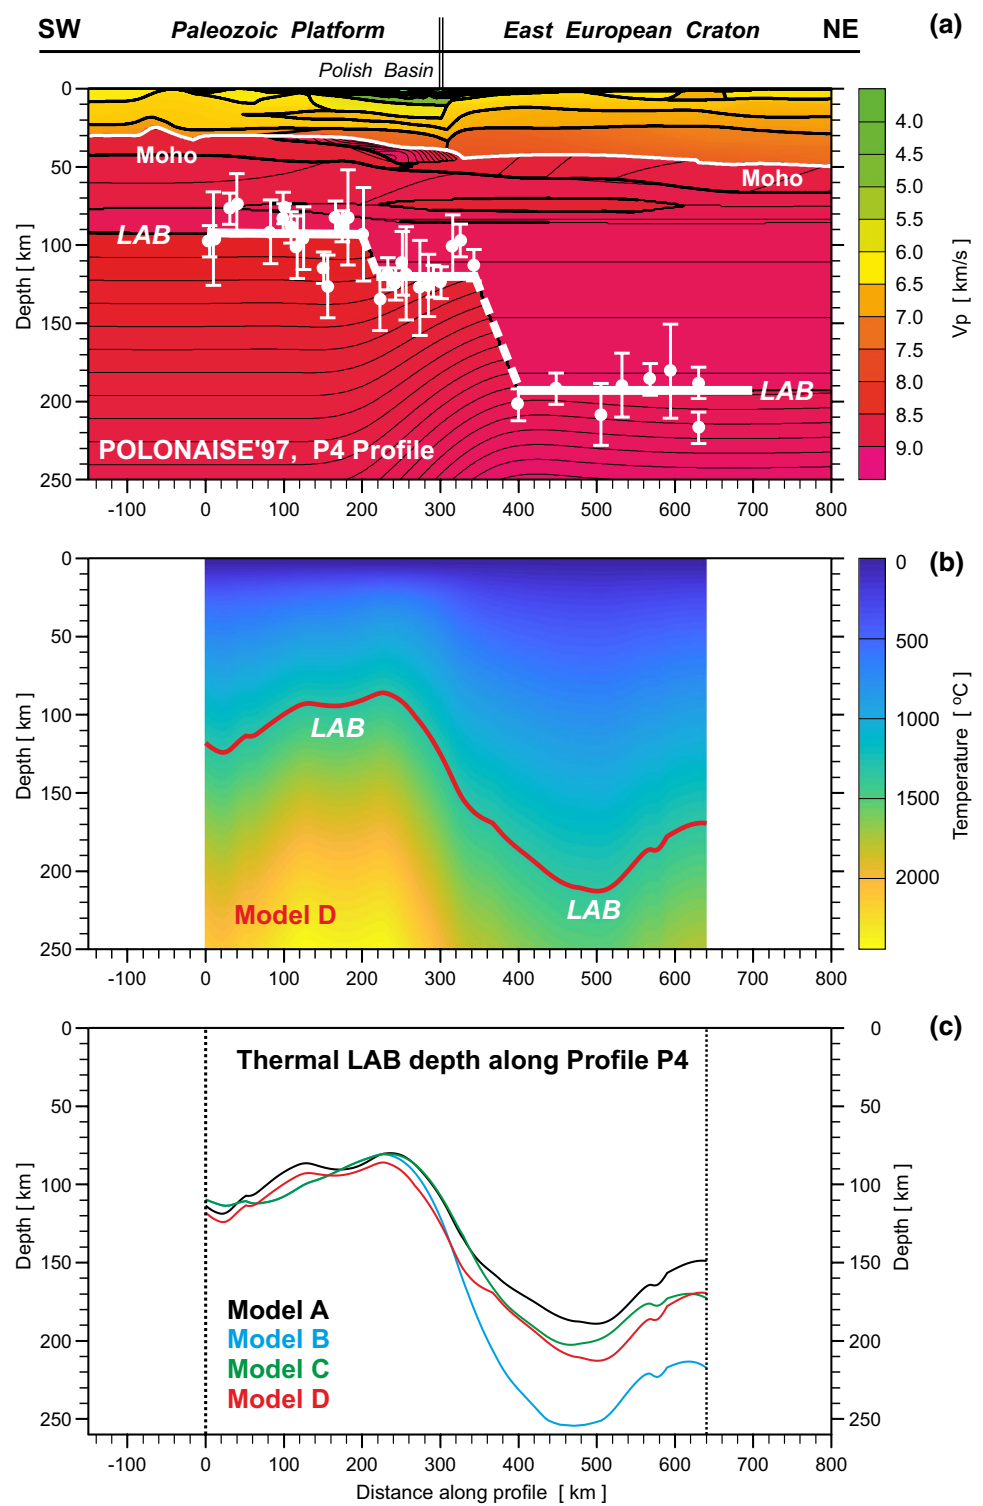 SW Paleozoic Platform East European Craton NE (a)
Polish Basin
0
50
100
150
200
250
Depth [ km ]
Moho
Moho
LAB
LAB
POLONAISE'97, P4 Profile
-100 0 100 200 300 400 500 600 700 800
4.0
4.5
5.0
5.5
6.0
6.5
7.0
7.5
8.0
8.5
9.0
Vp [ km/s ]
(b)
0
50
100
150
200
250
Depth [ km ]
LAB
LAB
Model D
-100 0 100 200 300 400 500 600 700 800
0
500
1000
1500
2000
Temperature [ ºC ]
(c)
Thermal LAB depth along Profile P4
0
50
100
150
200
250
Depth [ km ]
Model A
Model B
Model C
Model D
0
50
100
150
200
250
Depth [ km ]
-100 0 100 200 300 400 500 600 700 800
Distance along profile [ km ]